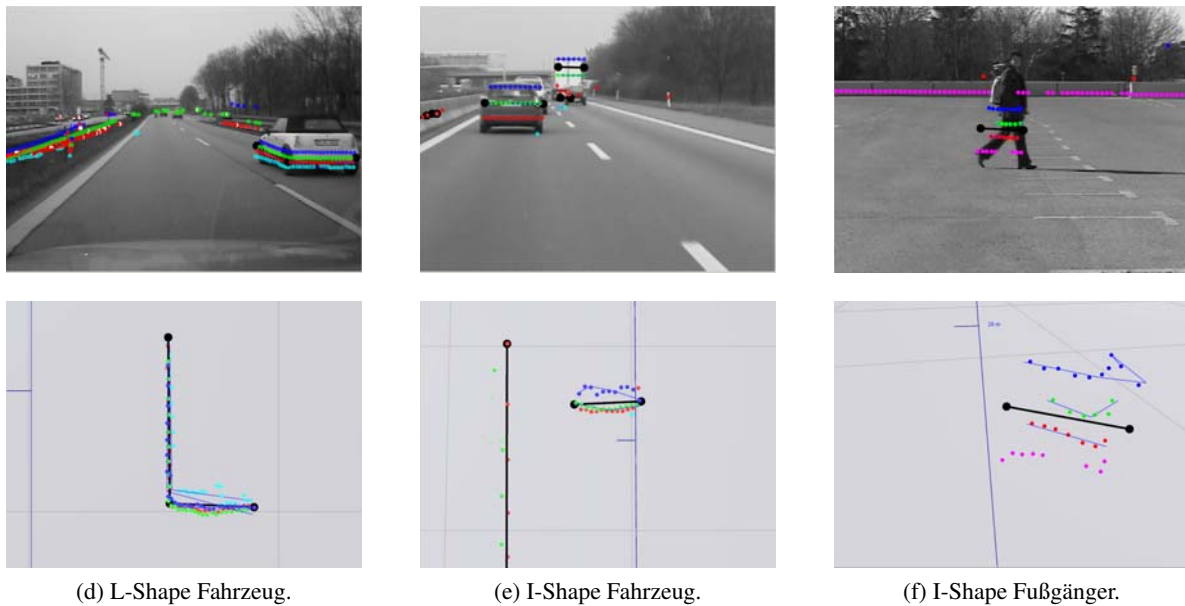 (d) L-Shape Fahrzeug.
(e) I-Shape Fahrzeug.
(f) I-Shape Fußgänger.